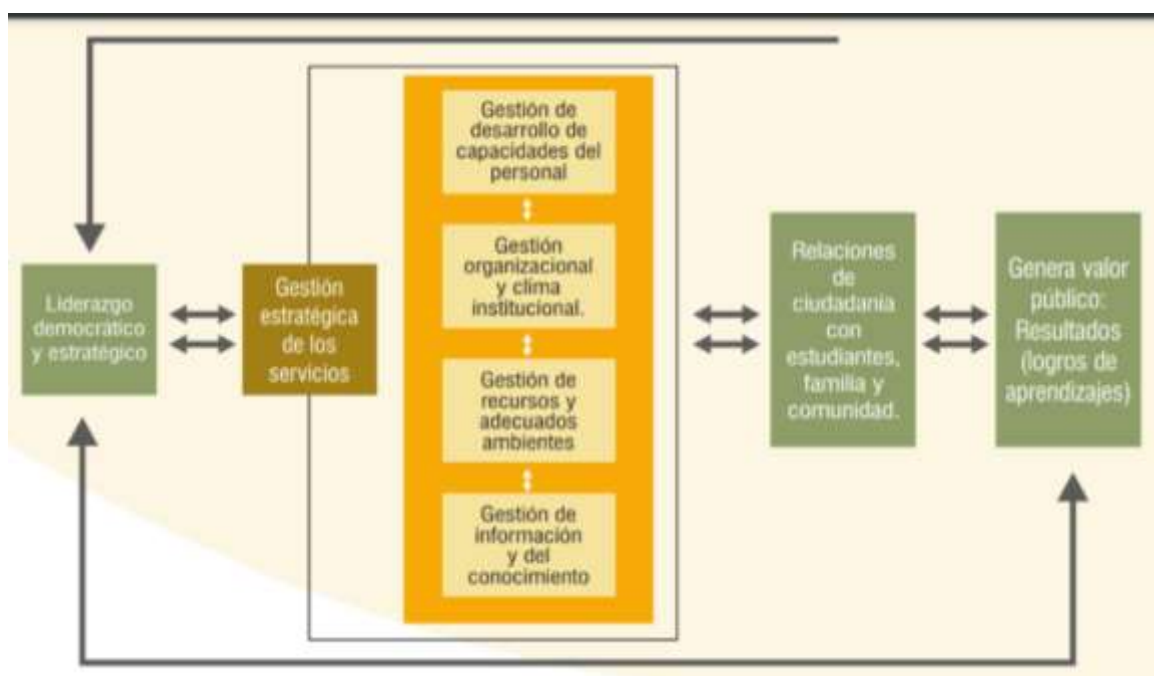 Liderazgo
democrático
y estratégico
Gestión
estratégica
de los
servicios
Gestión de
desarrollo de
capacidades del
personal
Gestión
organizacional
y clima
institucional.
Gestión de
recursos y
adecuados
ambientes
Gestión de
información
y del
conocimiento
Relaciones
de
ciudadanía
con
estudiantes,
familia y
comunidad.
Genera valor
público:
Resultados
(logros de
aprendizajes)